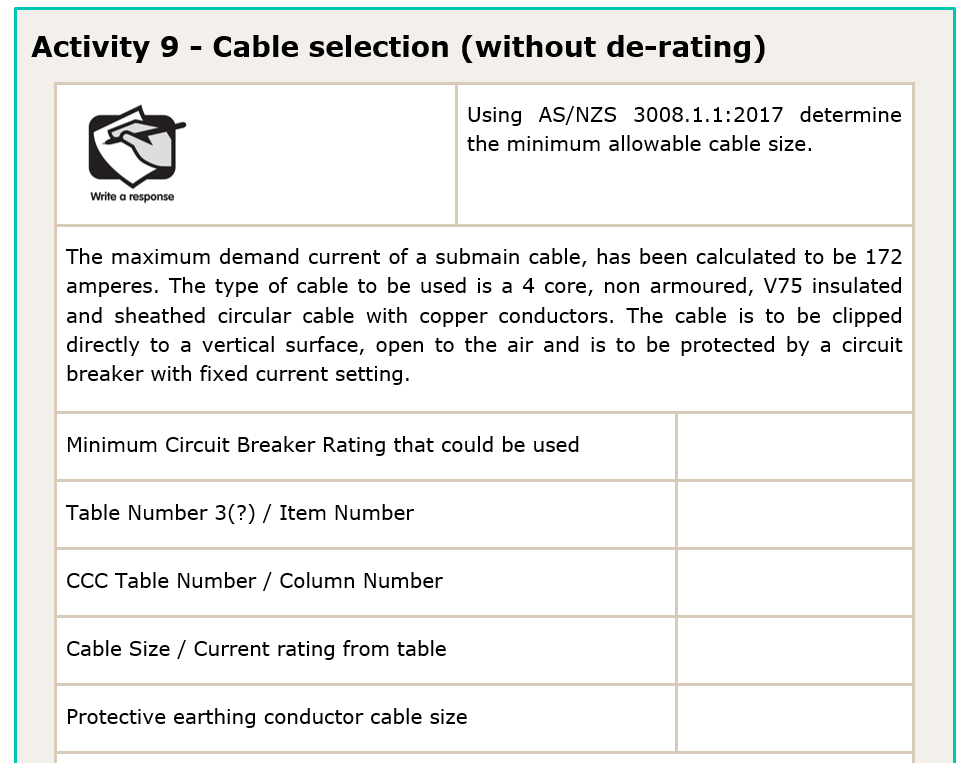 Activity 9 - Cable selection (without de-rating)
Write a response
Using AS/NZS 3008.1.1:2017 determine
the minimum allowable cable size.
The maximum demand current of a submain cable, has been calculated to be 172
amperes. The type of cable to be used is a 4 core, non armoured, V75 insulated
and sheathed circular cable with copper conductors. The cable is to be clipped
directly to a vertical surface, open to the air and is to be protected by a circuit
breaker with fixed current setting.
Minimum Circuit Breaker Rating that could be used
Table Number 3(?) / Item Number
CCC Table Number / Column Number
Cable Size / Current rating from table
Protective earthing conductor cable size